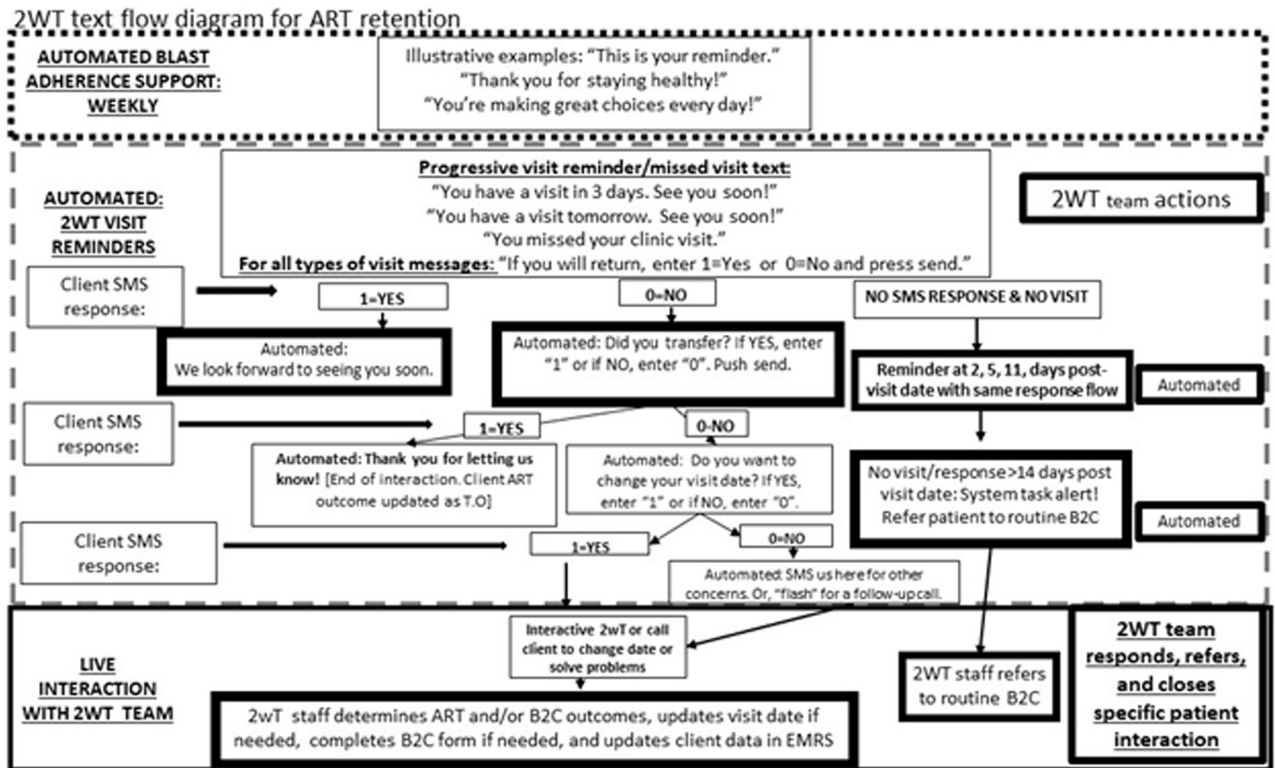 2WT text flow diagram for ART retention
AUTOMATED BLAST
ADHERENCE SUPPORT:
WEEKLY
Illustrative examples: “This is your reminder.”
“Thank you for staying healthy!”
“You’re making great choices every day!”
AUTOMATED:
2WT VISIT
REMINDERS
Progressive visit reminder/missed visit text:
“You have a visit in 3 days. See you soon!”
“You have a visit tomorrow. See you soon!”
“You missed your clinic visit.”
For all types of visit messages: “If you will return, enter 1=Yes or 0=No and press send.”
2WT team actions
Client SMS
response:
1=YES
0=NO
NO SMS RESPONSE & NO VISIT
Automated:
We look forward to seeing you soon.
Automated: Did you transfer? If YES, enter
“1” or if NO, enter “0”. Push send.
Reminder at 2, 5, 11, days post-
visit date with same response flow
Automated
Client SMS
response:
1=YES
0-NO
Automated: Thank you for letting us
know! [End of interaction. Client ART
outcome updated as T.O]
Automated: Do you want to
change your visit date? If YES,
enter “1” or if NO, enter “0”.
No visit/response>14 days post
visit date: System task alert!
Refer patient to routine B2C
Automated
Client SMS
response:
1=YES
0=NO
Automated: SMS us here for other
concerns. Or, “flash” for a follow-up call.
LIVE
INTERACTION
WITH 2WT TEAM
Interactive 2wT or call
client to change date or
solve problems
2WT staff refers
to routine B2C
2WT team
responds, refers,
and closes
specific patient
interaction
2wT staff determines ART and/or B2C outcomes, updates visit date if
needed, completes B2C form if needed, and updates client data in EMRS